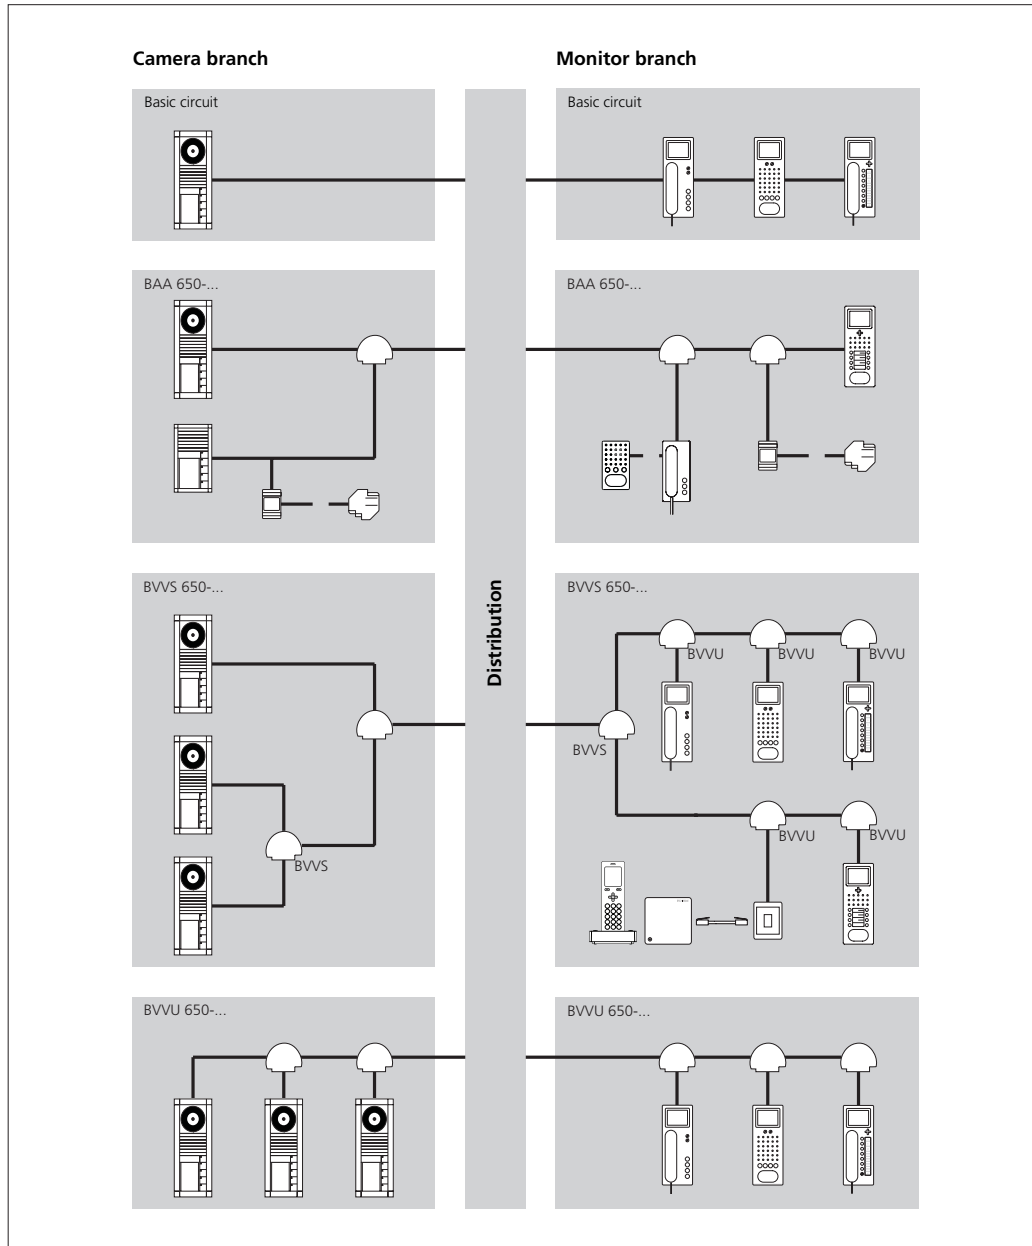 Camera branch
Monitor branch
Basic circuit
Basic circuit
BAA 650-...
BAA 650-...
Distribution
BVVS 650-...
BVVS 650-...
BVVU
BVVU
BVVU
BVVS
BVVU
BVVU
BVVS
BVVU 650-...
BVVU 650-...